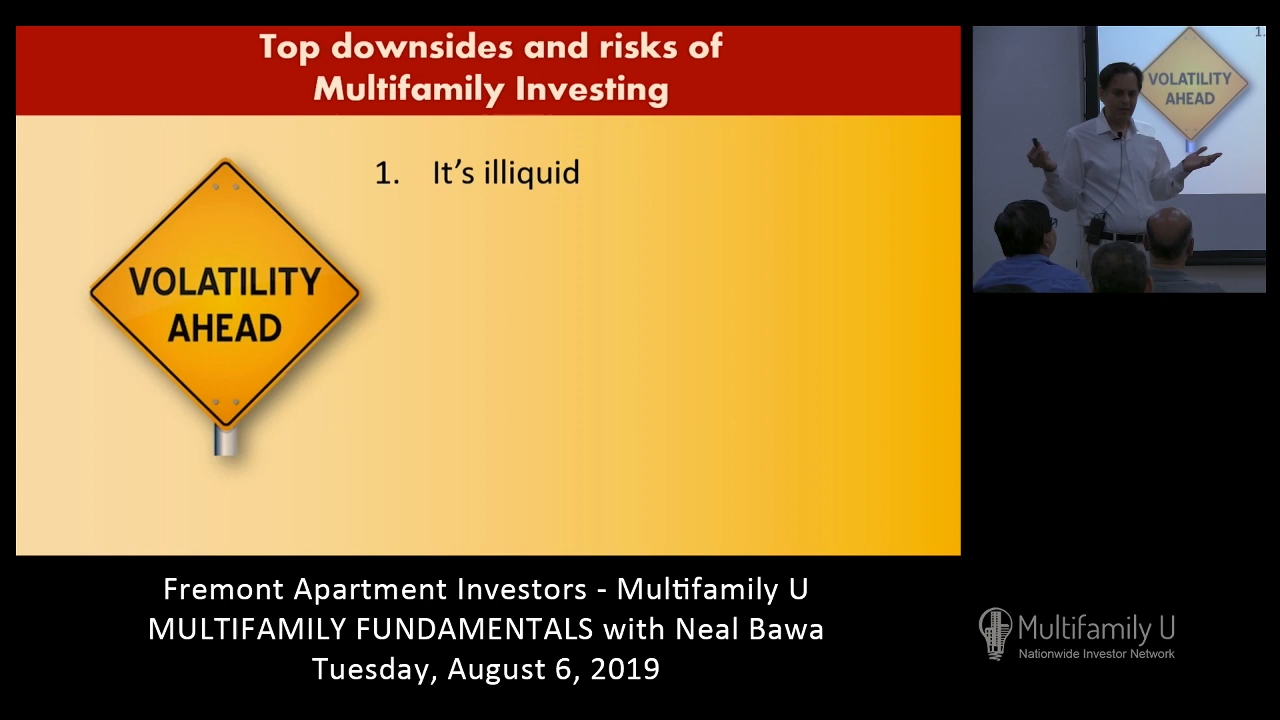 Top downsides and risks of
Multifamily Investing
1. It's illiquid
VOLATILITY
AHEAD
1.
VOLATILITY
AHEAD
Fremont Apartment Investors - Multifamily U
MULTIFAMILY FUNDAMENTALS with Neal Bawa
Tuesday, August 6, 2019
Multifamily U
Nationwide Investor Network